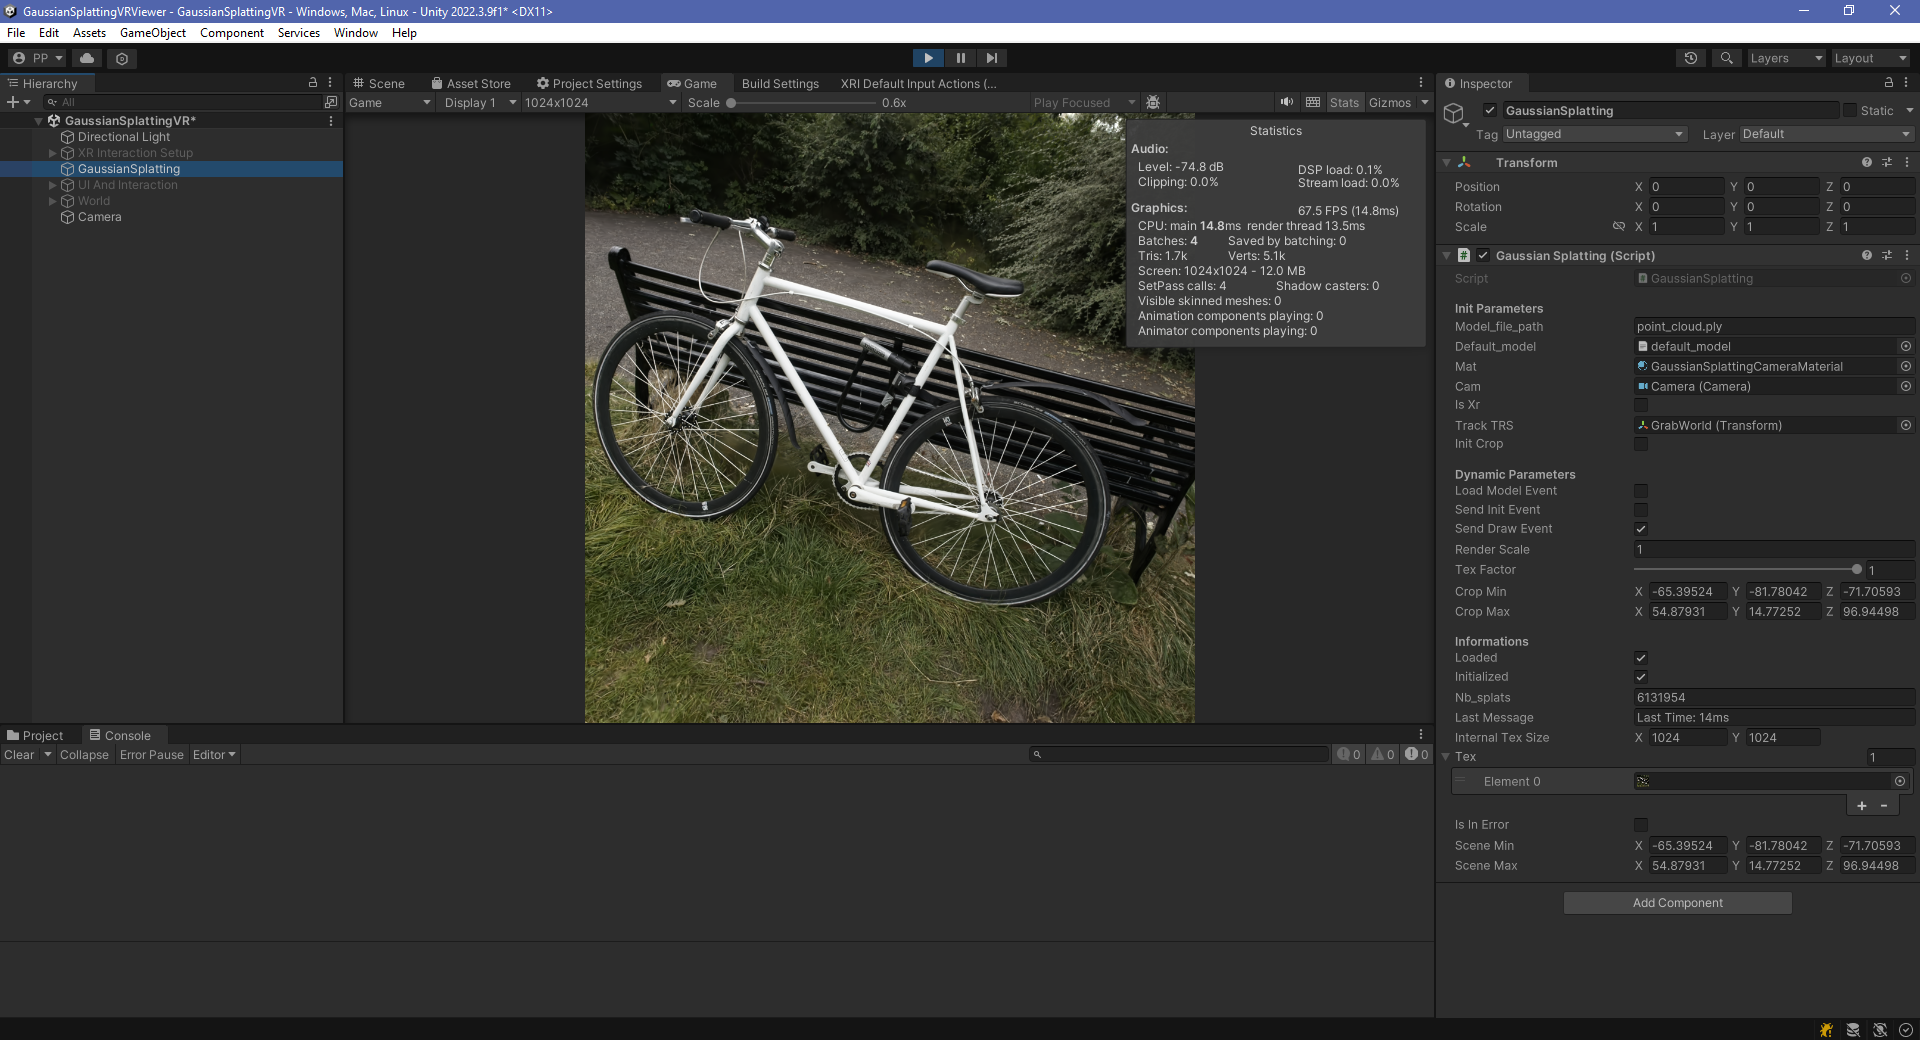 GaussianSplattingVRViewer - GaussianSplattingVR - Windows, Mac, Linux - Unity 2022.3.9f1* <DX11>
File Edit Assets GameObject Component Services Window Help
PP Layers Layout
Hierarchy
All
GaussianSplattingVR*
Directional Light
XR Interaction Setup
GaussianSplatting
UI And Interaction
World
Camera
Scene Asset Store Project Settings Game Build Settings XRI Default Input Actions (...
Game Display 1 1024x1024 Scale 0.6x Play Focused Stats Gizmos
Statistics
Audio:
Level: -74.8 dB DSP load: 0.1%
Clipping: 0.0% Stream load: 0.0%
Graphics: 67.5 FPS (14.8ms)
CPU: main 14.8ms render thread 13.5ms
Batches: 4 Saved by batching: 0
Tris: 1.7k Verts: 5.1k
Screen: 1024x1024 - 12.0 MB
SetPass calls: 4 Shadow casters: 0
Visible skinned meshes: 0
Animation components playing: 0
Animator components playing: 0
Project Console
Clear Collapse Error Pause Editor 0 0 0
Inspector
GaussianSplatting Static
Tag Untagged Layer Default
Transform
Position X 0 Y 0 Z 0
Rotation X 0 Y 0 Z 0
Scale X 1 Y 1 Z 1
# Gaussian Splatting (Script)
Script GaussianSplatting
Init Parameters
Model_file_path point_cloud.ply
Default_model default_model
Mat GaussianSplattingCameraMaterial
Cam Camera (Camera)
Is Xr
Track TRS GrabWorld (Transform)
Init Crop
Dynamic Parameters
Load Model Event
Send Init Event
Send Draw Event
Render Scale 1
Tex Factor 1
Crop Min X -65.39524 Y -81.78042 Z -71.70593
Crop Max X 54.87931 Y 14.77252 Z 96.94498
Informations
Loaded
Initialized
Nb_splats 6131954
Last Message Last Time: 14ms
Internal Tex Size X 1024 Y 1024
Tex 1
Element 0
+ -
Is In Error
Scene Min X -65.39524 Y -81.78042 Z -71.70593
Scene Max X 54.87931 Y 14.77252 Z 96.94498
Add Component